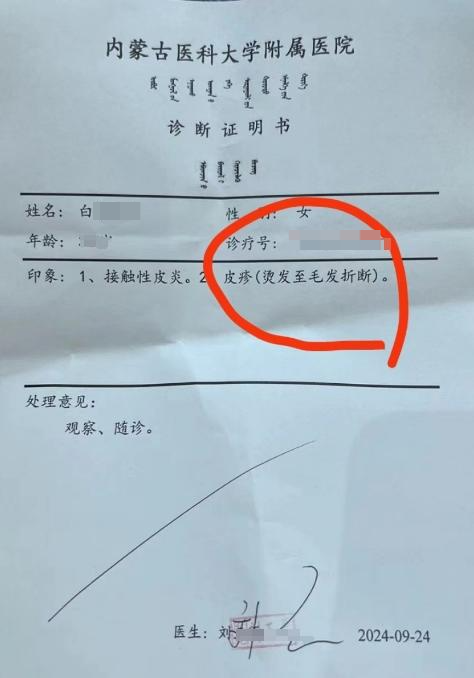 内蒙古医科大学附属医院
诊断证明书
姓名：白
性别：女
年龄：
诊疗号：
印象：1、接触性皮炎。2 皮疹(烫发至毛发折断)。
处理意见：
观察、随诊。
医生：刘
2024-09-24